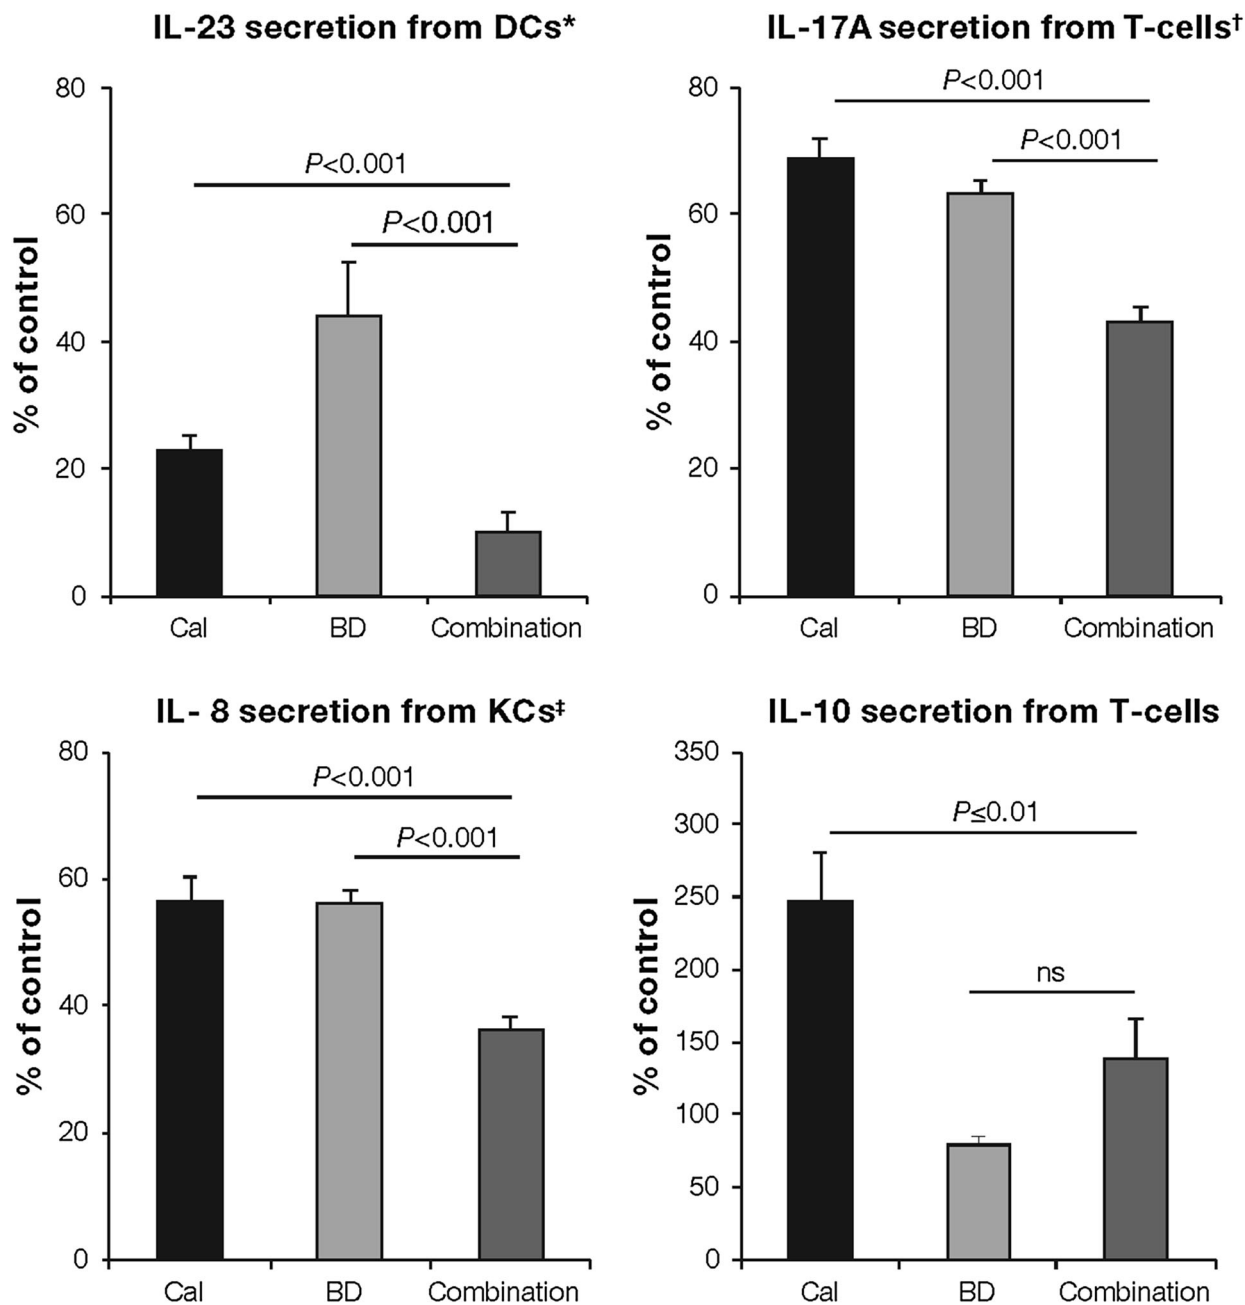 IL-23 secretion from DCs*
% of control
80
60
40
20
0
P<0.001
P<0.001
Cal BD Combination
IL-17A secretion from T-cells†
% of control
80
60
40
20
0
P<0.001
P<0.001
Cal BD Combination
IL- 8 secretion from KCs‡
% of control
80
60
40
20
0
P<0.001
P<0.001
Cal BD Combination
IL-10 secretion from T-cells
% of control
350
300
250
200
150
100
50
0
P≤0.01
ns
Cal BD Combination